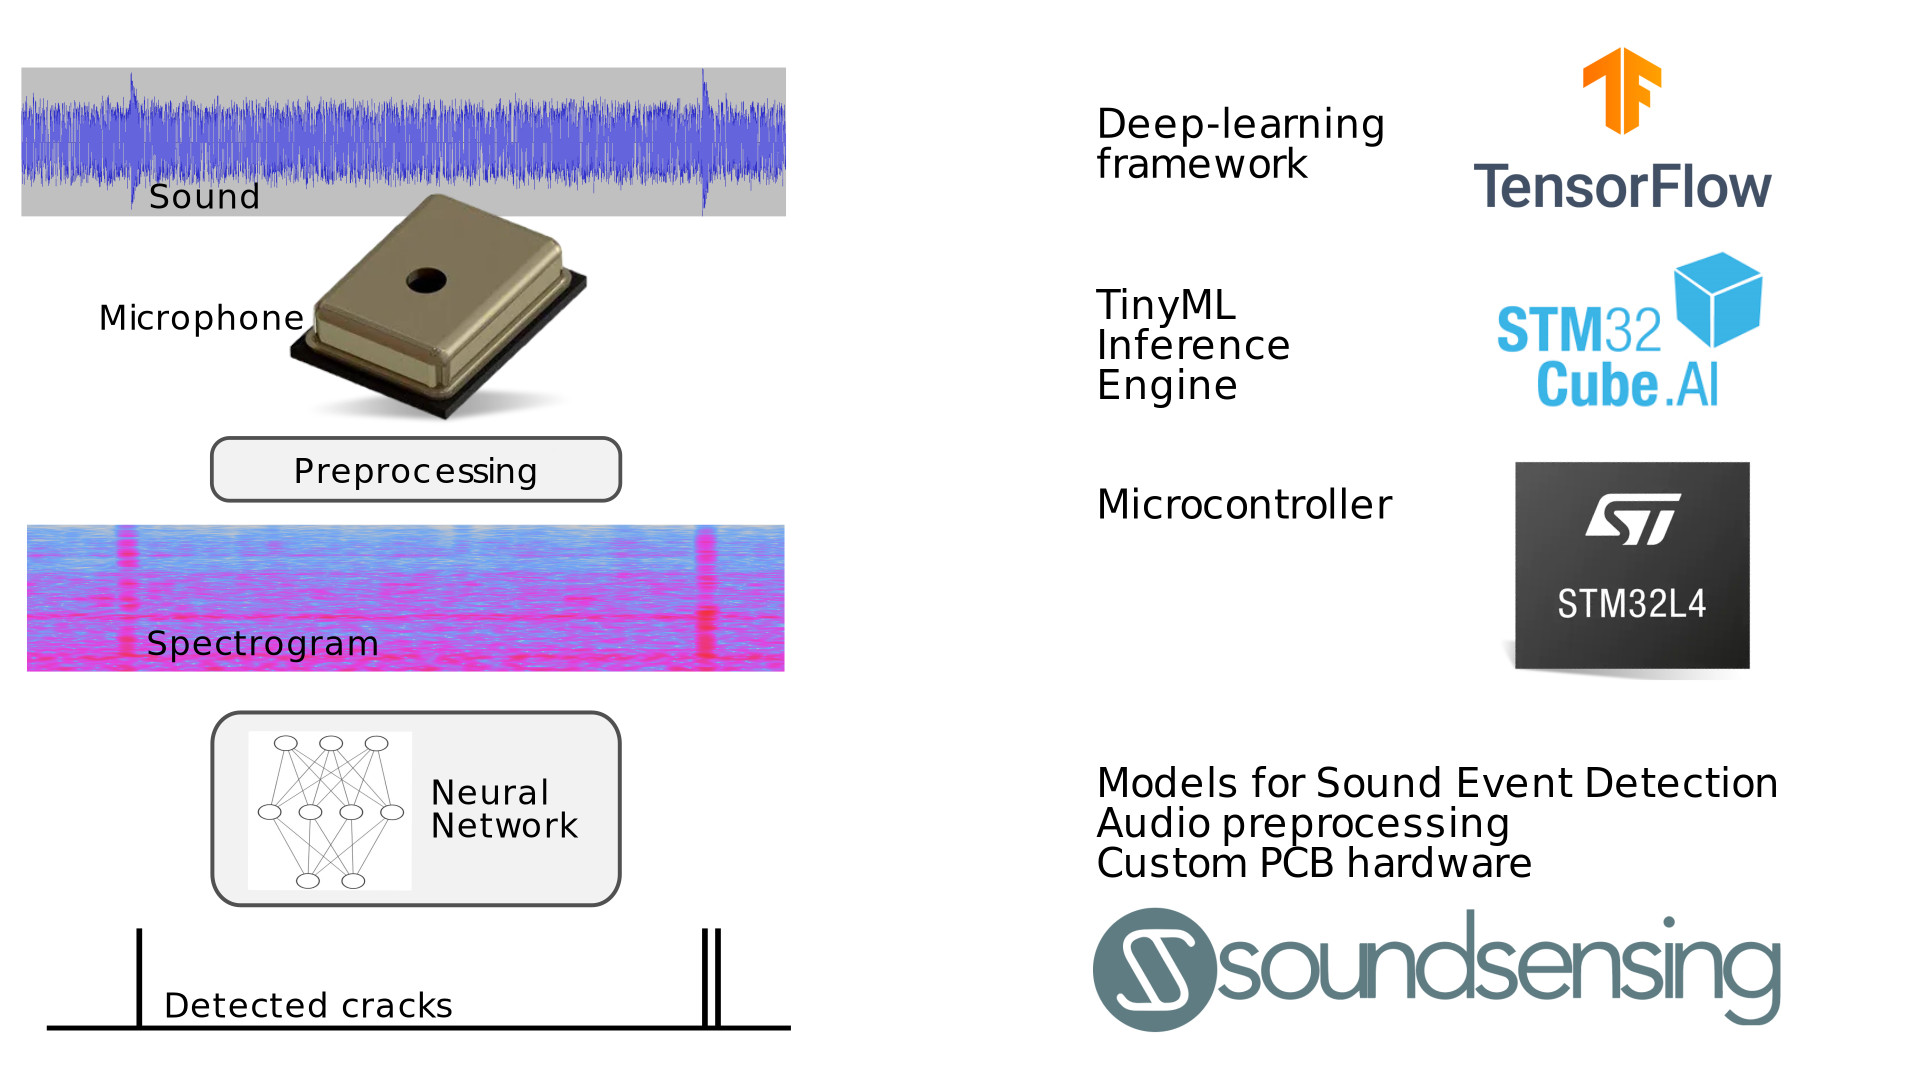 Sound
Microphone
Preprocessing
Spectrogram
Neural
Network
Detected cracks
Deep-learning
framework
TensorFlow
TinyML
Inference
Engine
STM32
Cube.AI
Microcontroller
ST
STM32L4
Models for Sound Event Detection
Audio preprocessing
Custom PCB hardware
soundsensing